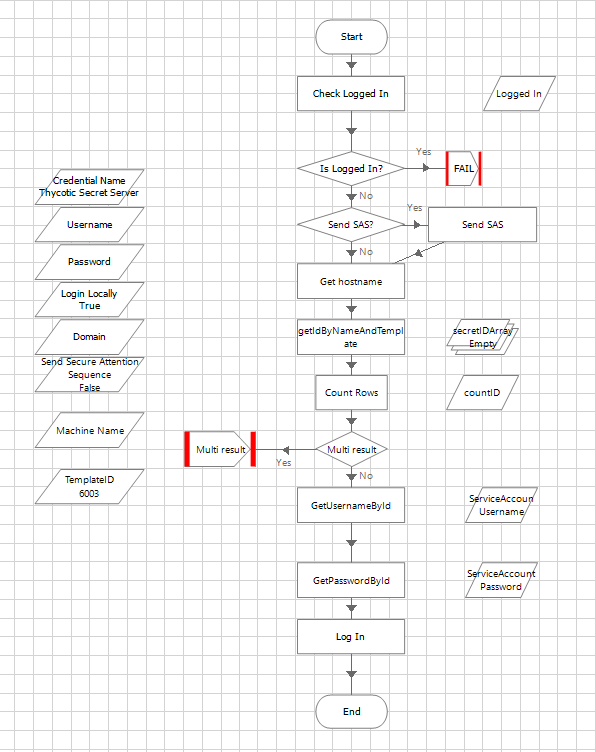 Start
Check Logged In
Logged In
Is Logged In?
Yes
FAIL
No
Credential Name
Thycotic Secret Server
Username
Send SAS?
Yes
Send SAS
No
Password
Get hostname
Login Locally
True
getIdByNameAndTempl
ate
secretIDArray
Empty
Domain
Send Secure Attention
Sequence
False
Count Rows
countID
Machine Name
Multi result
Yes
Multi result
No
TemplateID
6003
GetUsernameById
ServiceAccoun
Username
GetPasswordById
ServiceAccount
Password
Log In
End